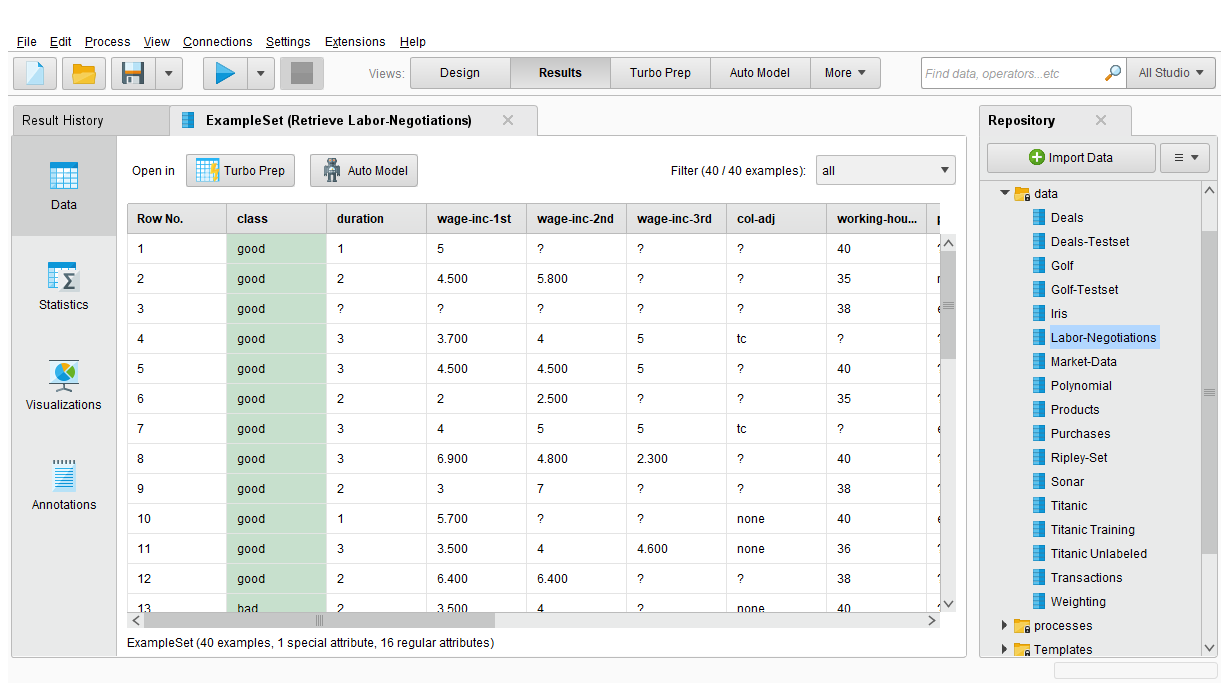 File Edit Process View Connections Settings Extensions Help
Views: Design Results Turbo Prep Auto Model More Find data, operators...etc All Studio
Result History ExampleSet (Retrieve Labor-Negotiations) Repository
Open in Turbo Prep Auto Model Filter (40 / 40 examples): all
Import Data
Data
Statistics
Visualizations
Annotations
Row No. class duration wage-inc-1st wage-inc-2nd wage-inc-3rd col-adj working-hou...
1 good 1 5 ? ? ? 40 ?
2 good 2 4.500 5.800 ? ? 35
3 good ? ? ? ? ? 38
4 good 3 3.700 4 5 tc ? ?
5 good 3 4.500 4.500 5 ? 40 ?
6 good 2 2 2.500 ? ? 35 ?
7 good 3 4 5 5 tc ?
8 good 3 6.900 4.800 2.300 ? 40 ?
9 good 2 3 7 ? ? 38 ?
10 good 1 5.700 ? ? none 40
11 good 3 3.500 4 4.600 none 36 ?
12 good 2 6.400 6.400 ? ? 38 ?
13 bad 2 3.500 4 ? none 40 ?
ExampleSet (40 examples, 1 special attribute, 16 regular attributes)
data
Deals
Deals-Testset
Golf
Golf-Testset
Iris
Labor-Negotiations
Market-Data
Polynomial
Products
Purchases
Ripley-Set
Sonar
Titanic
Titanic Training
Titanic Unlabeled
Transactions
Weighting
processes
Templates